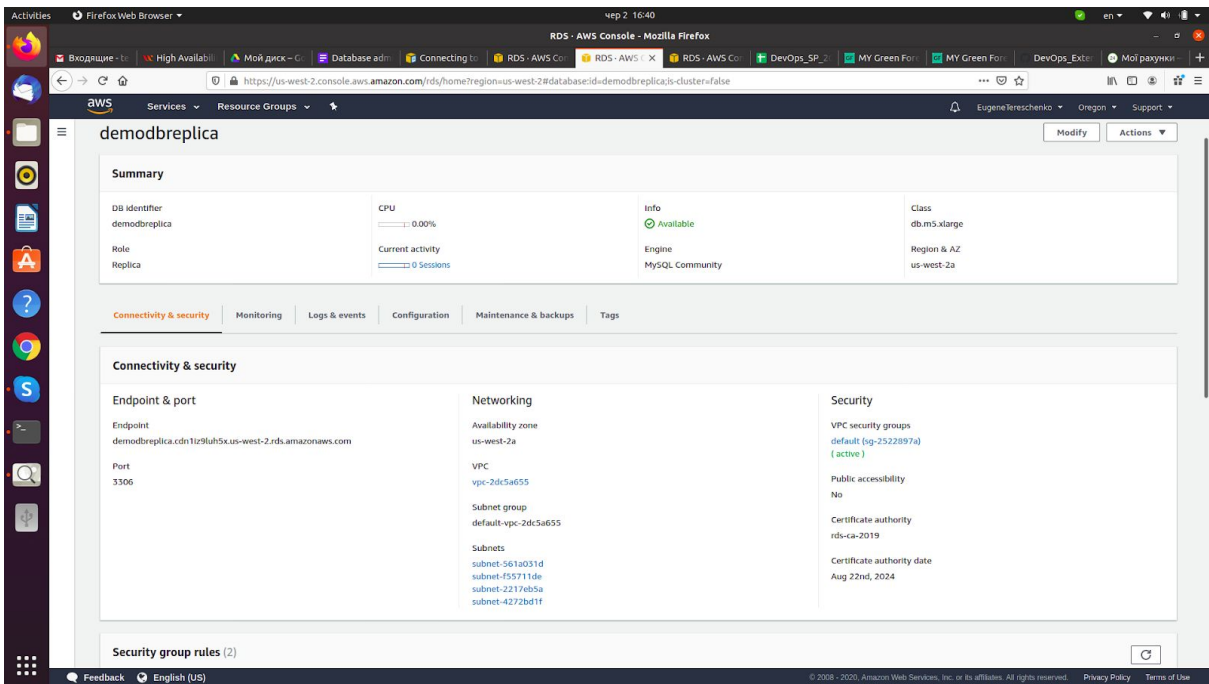 Activities Firefox Web Browser чер 2 16:40 en
RDS · AWS Console - Mozilla Firefox
Входящие - te High Availabili Мой диск – Go Database adm Connecting to RDS · AWS Con RDS · AWS C RDS · AWS Con DevOps_SP_2 MY Green Fore MY Green Fore DevOps_Exter Мої рахунки –
https://us-west-2.console.aws.amazon.com/rds/home?region=us-west-2#database:id=demodbreplica;is-cluster=false
aws Services Resource Groups EugeneTereschenko Oregon Support
demodbreplica Modify Actions
Summary
DB identifier CPU Info Class
demodbreplica 0.00% Available db.m5.xlarge
Role Current activity Engine Region & AZ
Replica 0 Sessions MySQL Community us-west-2a
Connectivity & security Monitoring Logs & events Configuration Maintenance & backups Tags
Connectivity & security
Endpoint & port
Endpoint
demodbreplica.cdn1iz9luh5x.us-west-2.rds.amazonaws.com
Port
3306
Networking
Availability zone
us-west-2a
VPC
vpc-2dc5a655
Subnet group
default-vpc-2dc5a655
Subnets
subnet-561a031d
subnet-f55711de
subnet-2217eb5a
subnet-4272bd1f
Security
VPC security groups
default (sg-2522897a)
( active )
Public accessibility
No
Certificate authority
rds-ca-2019
Certificate authority date
Aug 22nd, 2024
Security group rules (2)
Feedback English (US) © 2008 - 2020, Amazon Web Services, Inc. or its affiliates. All rights reserved. Privacy Policy Terms of Use